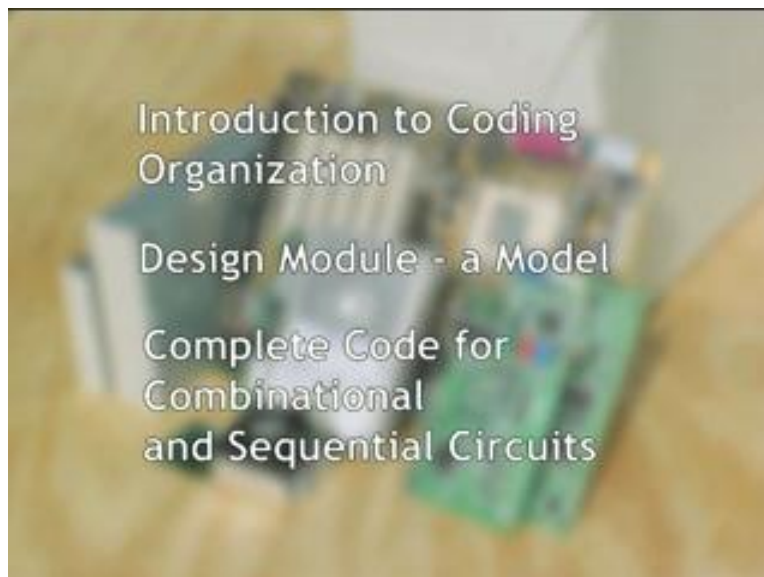 Introduction to Coding
Organization
Design Module - a Model
Complete Code for
Combinational
and Sequential Circuits